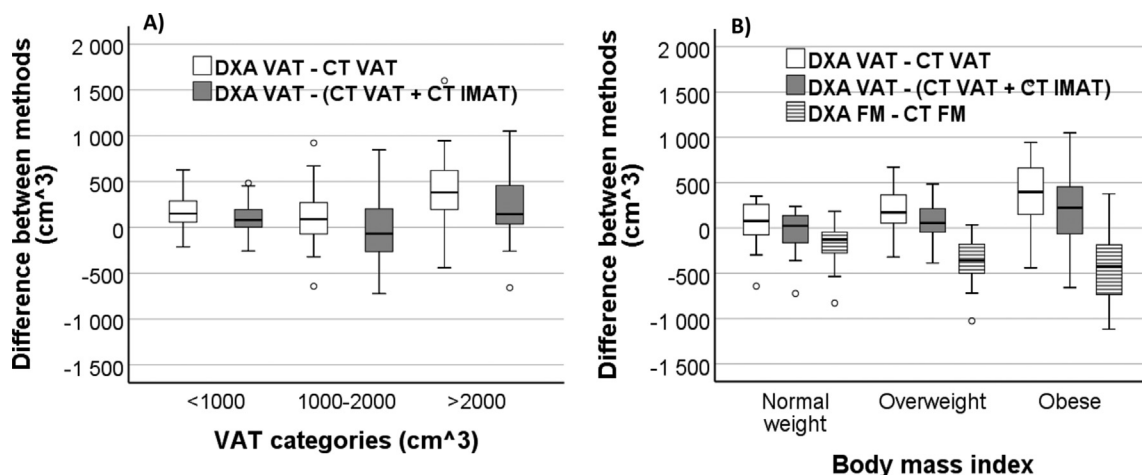 A)
2 000
1 500
1 000
500
0
-500
-1 000
-1 500
Difference between methods
(cm^3)
DXA VAT - CT VAT
DXA VAT - (CT VAT + CT IMAT)
<1000
1000-2000
>2000
VAT categories (cm^3)
B)
2 000
1 500
1 000
500
0
-500
-1 000
-1 500
Difference between methods
(cm^3)
DXA VAT - CT VAT
DXA VAT - (CT VAT + CT IMAT)
DXA FM - CT FM
Normal
weight
Overweight
Obese
Body mass index